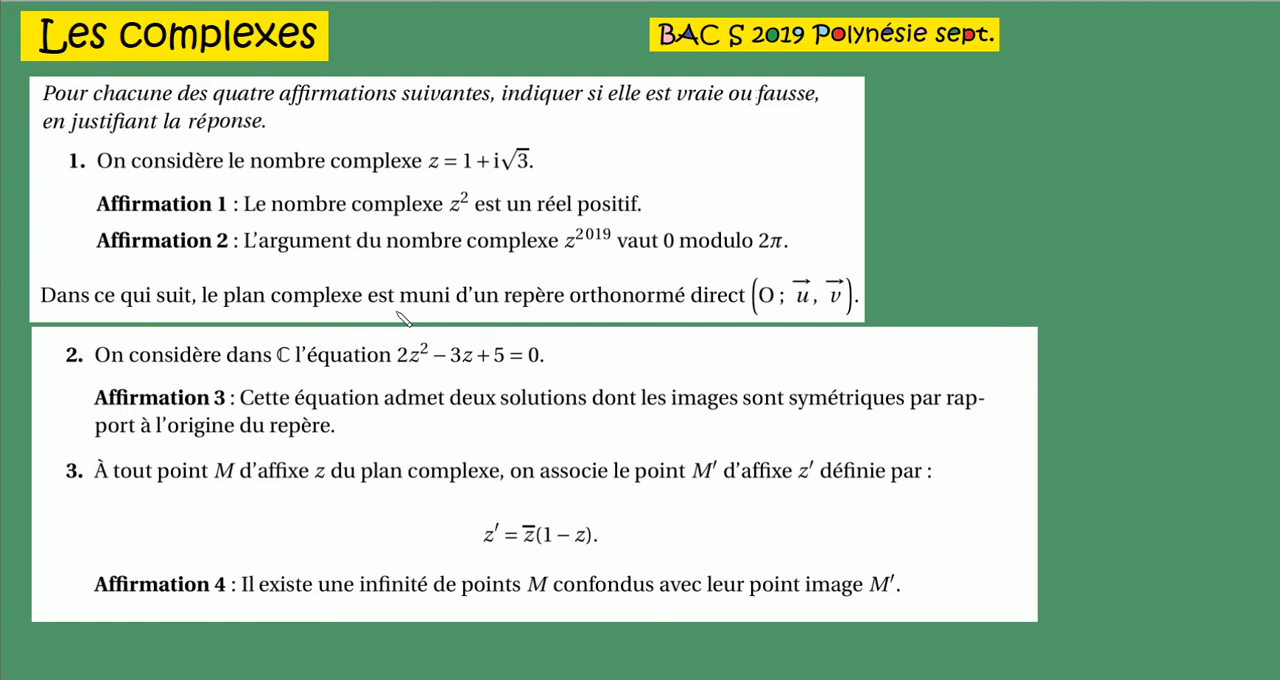 Les complexes
BAC S 2019 Polynésie sept.
Pour chacune des quatre affirmations suivantes, indiquer si elle est vraie ou fausse,
en justifiant la réponse.
1. On considère le nombre complexe z = 1 + i√3.
Affirmation 1 : Le nombre complexe z² est un réel positif.
Affirmation 2 : L'argument du nombre complexe z²⁰¹⁹ vaut 0 modulo 2π.
Dans ce qui suit, le plan complexe est muni d'un repère orthonormé direct (O ; u⃗, v⃗).
2. On considère dans ℂ l'équation 2z² − 3z + 5 = 0.
Affirmation 3 : Cette équation admet deux solutions dont les images sont symétriques par rap-
port à l'origine du repère.
3. À tout point M d'affixe z du plan complexe, on associe le point M′ d'affixe z′ définie par :
z′ = z̅(1 − z).
Affirmation 4 : Il existe une infinité de points M confondus avec leur point image M′.